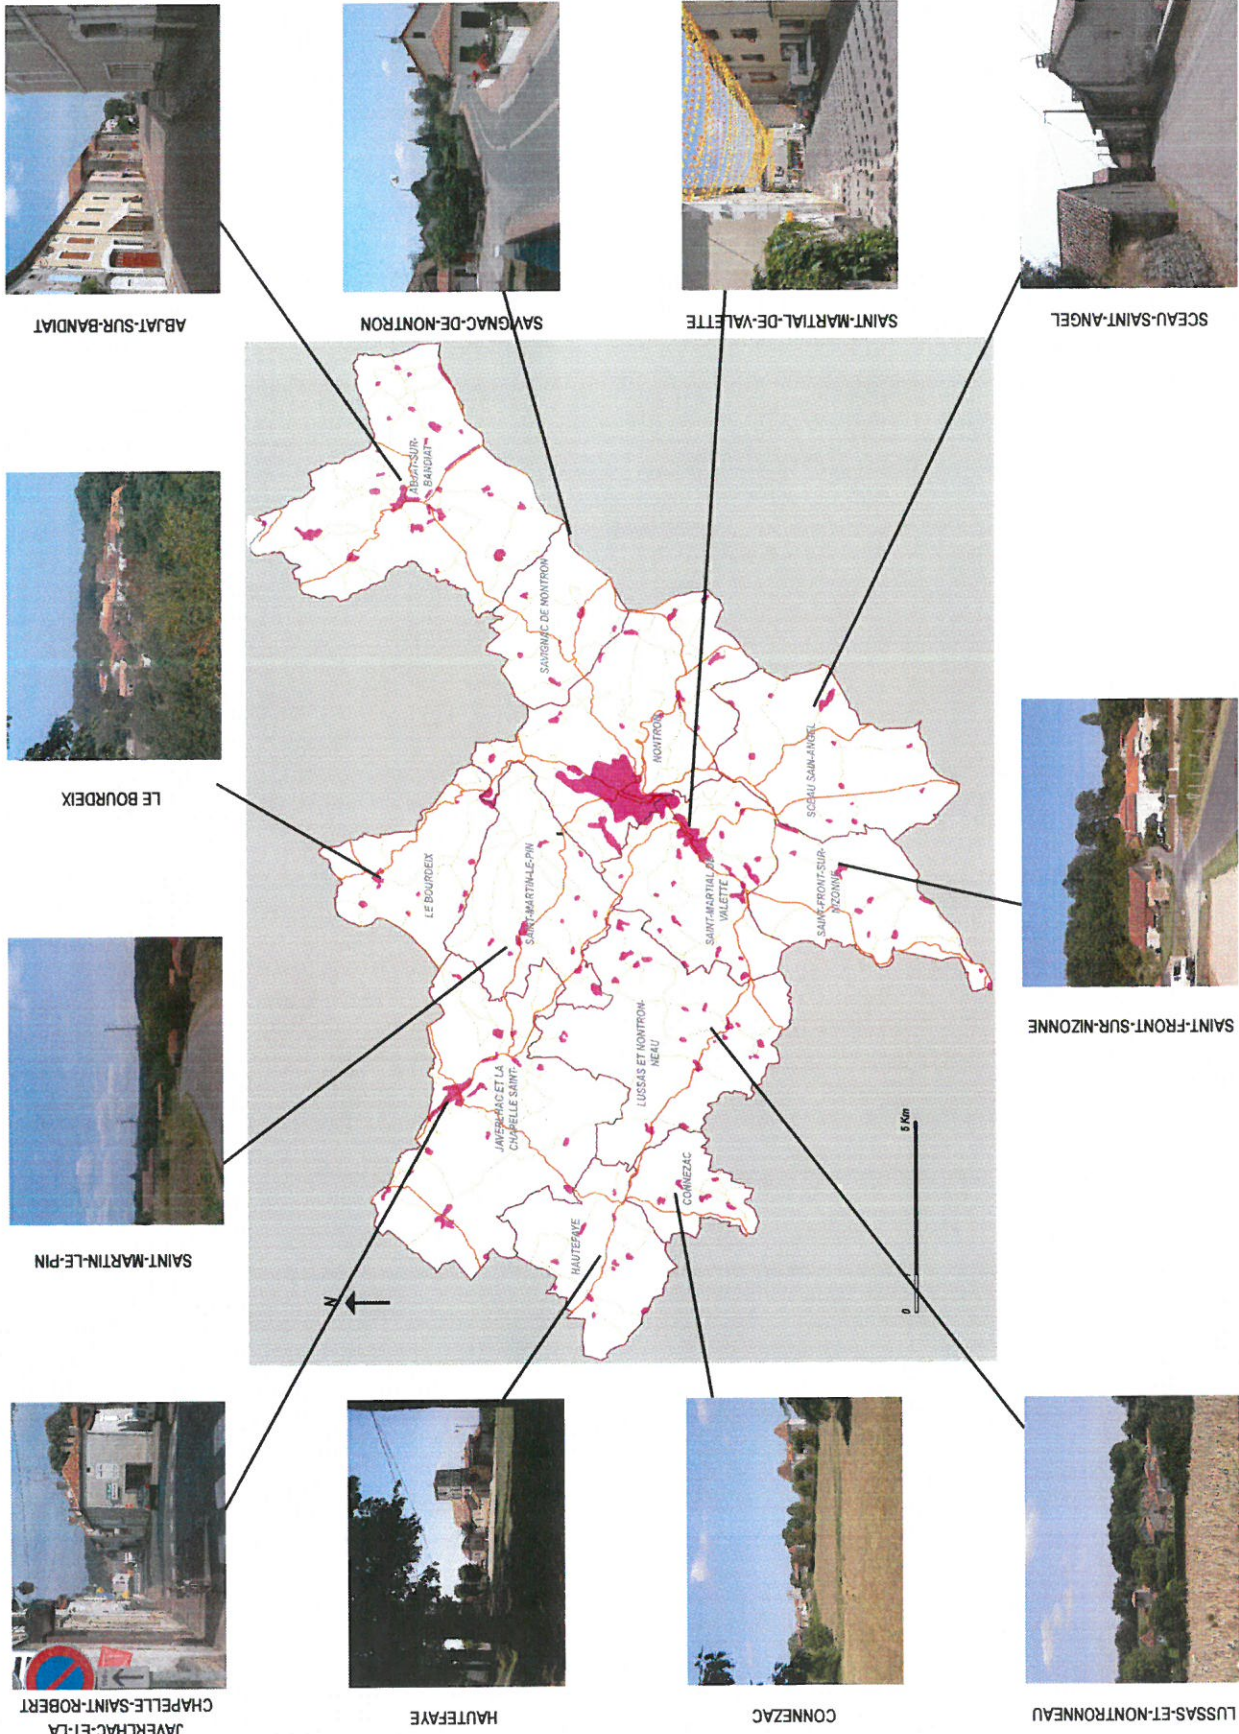 JAVERLHAC-ET-LA-
CHAPELLE-SAINT-ROBERT
SAINT-MARTIN-LE-PIN
LE BOURDEIX
ABJAT-SUR-BANDIAT
HAUTEFAYE
SAVIGNAC-DE-NONTRON
CONNEZAC
SAINT-MARTIAL-DE-VALETTE
LUSSAS-ET-NONTRONNEAU
SAINT-FRONT-SUR-NIZONNE
SCEAU-SAINT-ANGEL
N
ABJAT-SUR-
BANDIAT
LE BOURDEIX
SAVIGNAC DE NONTRON
SAINT-MARTIN-LE-PIN
JAVERLHAC ET LA
CHAPELLE SAINT-
HAUTEFAYE
NONTRON
LUSSAS ET NONTRON-
NEAU
SAINT-MARTIAL DE
VALETTE
CONNEZAC
SCEAU SAIN-ANGEL
SAINT-FRONT-SUR-
NIZONNE
0
5 Km